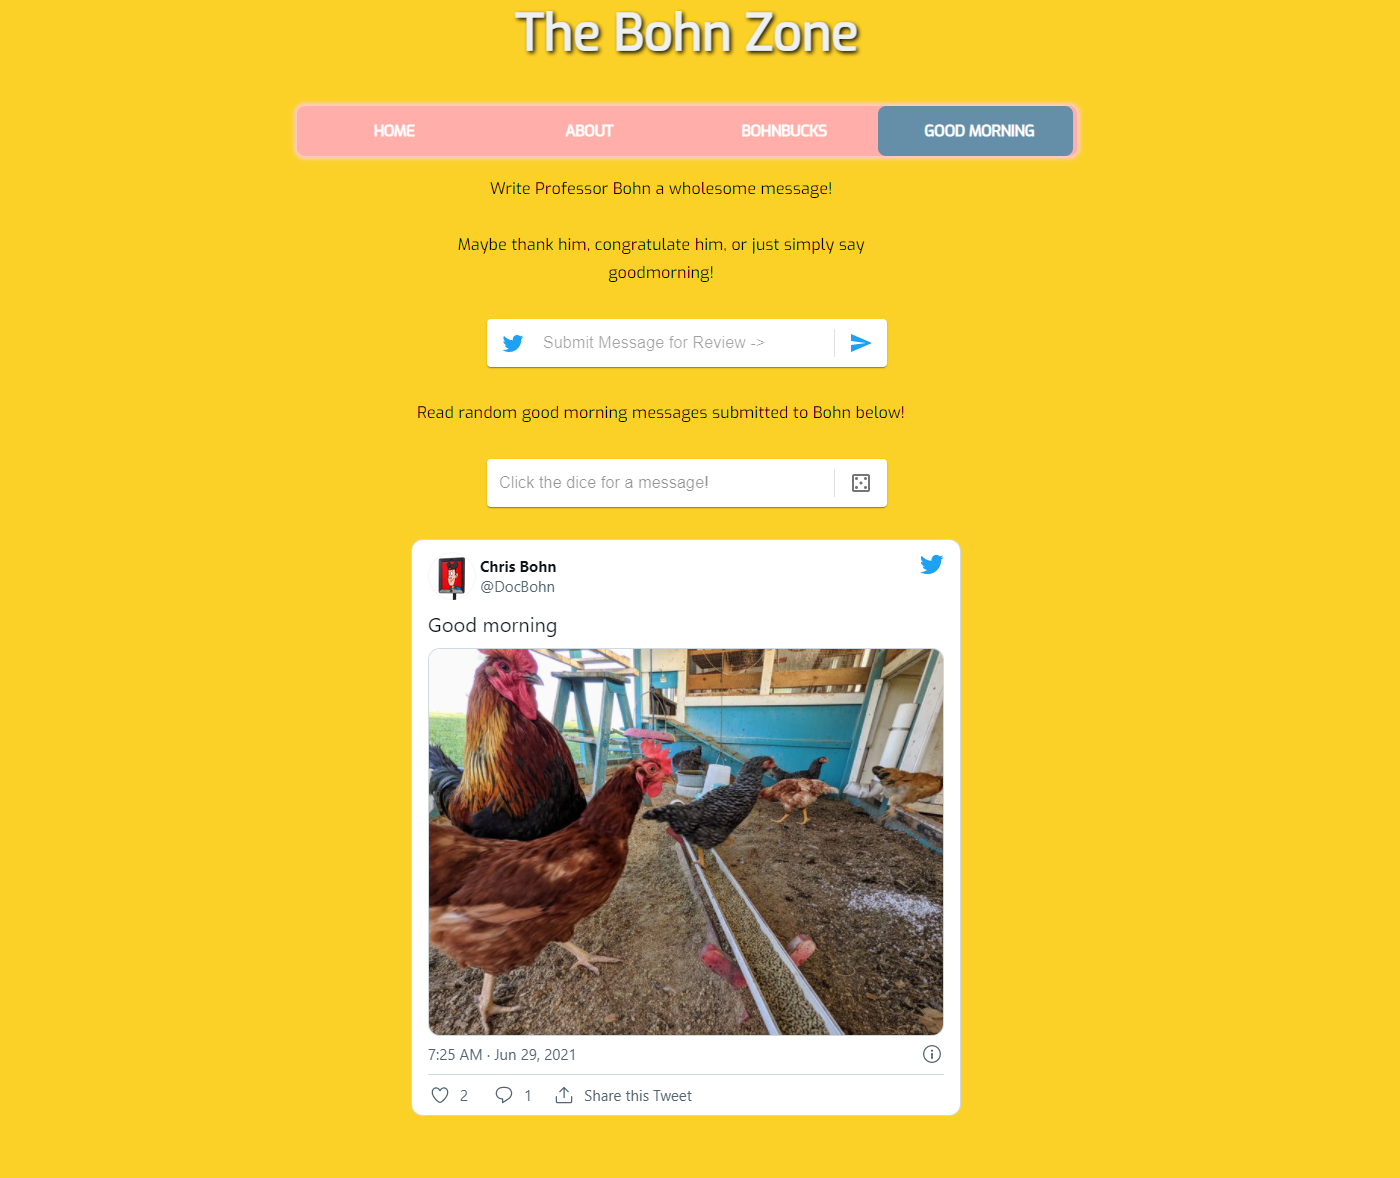 The Bohn Zone
HOME
ABOUT
BOHNBUCKS
GOOD MORNING
Write Professor Bohn a wholesome message!
Maybe thank him, congratulate him, or just simply say
goodmorning!
Submit Message for Review ->
Read random good morning messages submitted to Bohn below!
Click the dice for a message!
Chris Bohn
@DocBohn
Good morning
7:25 AM · Jun 29, 2021
2
1
Share this Tweet